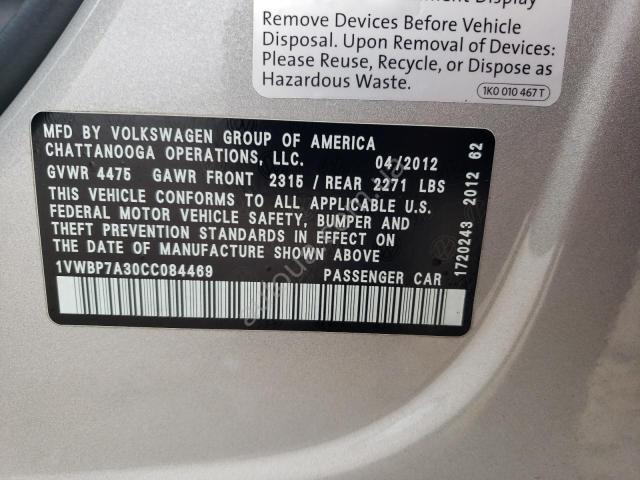 Display
Remove Devices Before Vehicle
Disposal. Upon Removal of Devices:
Please Reuse, Recycle, or Dispose as
Hazardous Waste.
1K0 010 467 T
MFD BY VOLKSWAGEN GROUP OF AMERICA
CHATTANOOGA OPERATIONS, LLC. 04/2012
GVWR 4475 GAWR FRONT 2315 / REAR 2271 LBS
THIS VEHICLE CONFORMS TO ALL APPLICABLE U.S.
FEDERAL MOTOR VEHICLE SAFETY, BUMPER AND
THEFT PREVENTION STANDARDS IN EFFECT ON
THE DATE OF MANUFACTURE SHOWN ABOVE
1VWBP7A30CC084469 PASSENGER CAR
1720243 2012 62